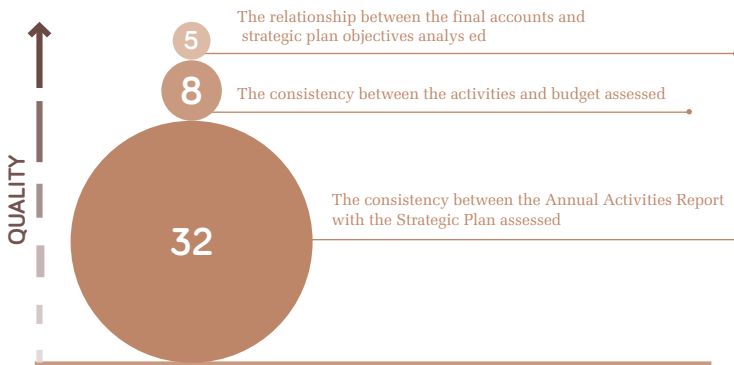 The relationship between the final accounts and
strategic plan objectives analys ed
5
8
The consistency between the activities and budget assessed
QUALITY
The consistency between the Annual Activities Report
with the Strategic Plan assessed
32